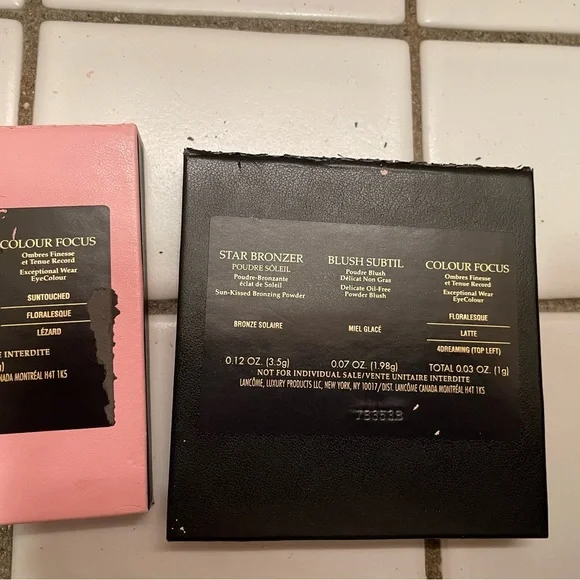 COLOUR FOCUS
Ombres Finesse
et Tenue Record
Exceptional Wear
EyeColour
SUNTOUCHED
FLORALESQUE
LÉZARD
INTERDITE
MONTRÉAL H4T 1K5
STAR BRONZER
POUDRE SOLEIL
Poudre-Bronzante
éclat de Soleil
Sun-Kissed Bronzing Powder
BRONZE SOLAIRE
0.12 OZ. (3.5g)
BLUSH SUBTIL
Poudre Blush
Délicat Non Gras
Delicate Oil-Free
Powder Blush
MIEL GLACÉ
0.07 OZ. (1.98g)
COLOUR FOCUS
Ombres Finesse
et Tenue Record
Exceptional Wear
EyeColour
FLORALESQUE
LATTE
4DREAMING (TOP LEFT)
TOTAL 0.03 OZ. (1g)
NOT FOR INDIVIDUAL SALE/VENTE UNITAIRE INTERDITE
LANCÔME, LUXURY PRODUCTS LLC, NEW YORK, NY 10017/DIST. LANCÔME CANADA MONTRÉAL H4T 1K5